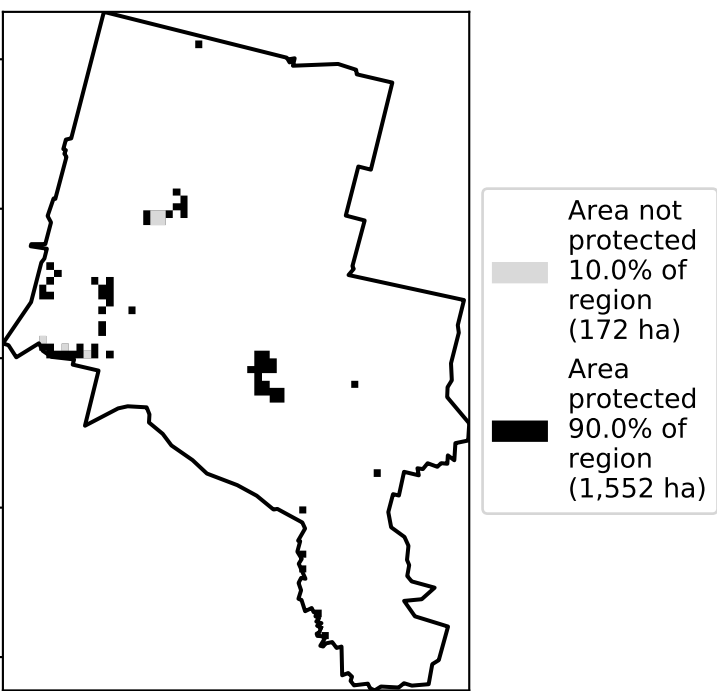 Area not
protected
10.0% of
region
(172 ha)
Area
protected
90.0% of
region
(1,552 ha)